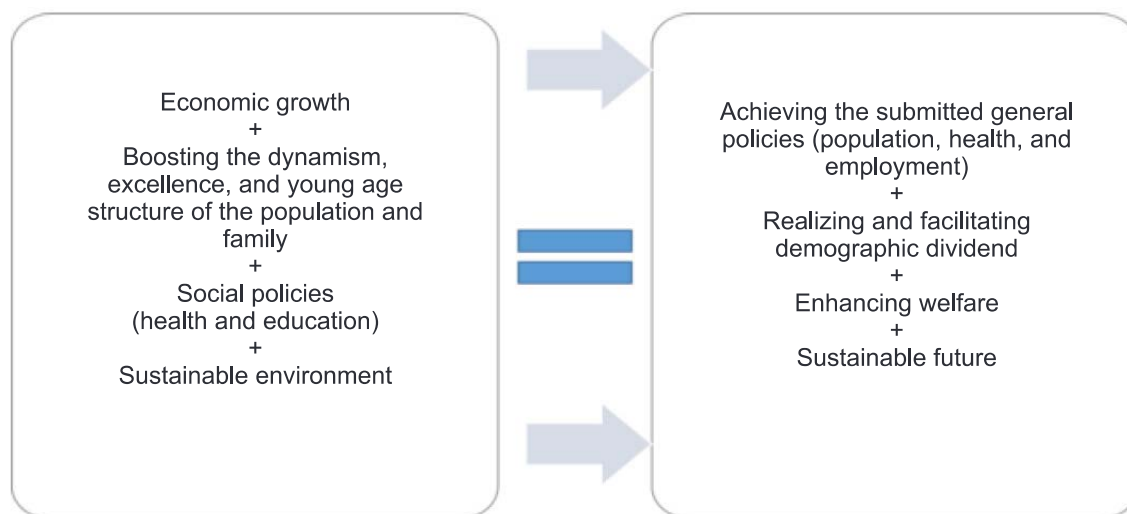 Economic growth
+
Boosting the dynamism,
excellence, and young age
structure of the population and
family
+
Social policies
(health and education)
+
Sustainable environment
Achieving the submitted general
policies (population, health, and
employment)
+
Realizing and facilitating
demographic dividend
+
Enhancing welfare
+
Sustainable future